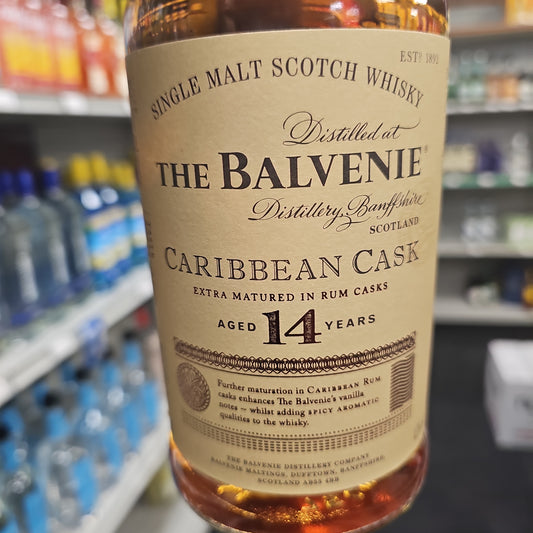 ESTD 1892
SINGLE MALT SCOTCH WHISKY
Distilled at
THE BALVENIE®
Distillery, Banffshire
SCOTLAND
CARIBBEAN CASK
EXTRA MATURED IN RUM CASKS
AGED 14 YEARS
Further maturation in CARIBBEAN RUM
casks enhances The Balvenie's vanilla
notes – whilst adding SPICY AROMATIC
qualities to the whisky.
THE BALVENIE DISTILLERY COMPANY
BALVENIE MALTINGS, DUFFTOWN, BANFFSHIRE
SCOTLAND AB55 4BB